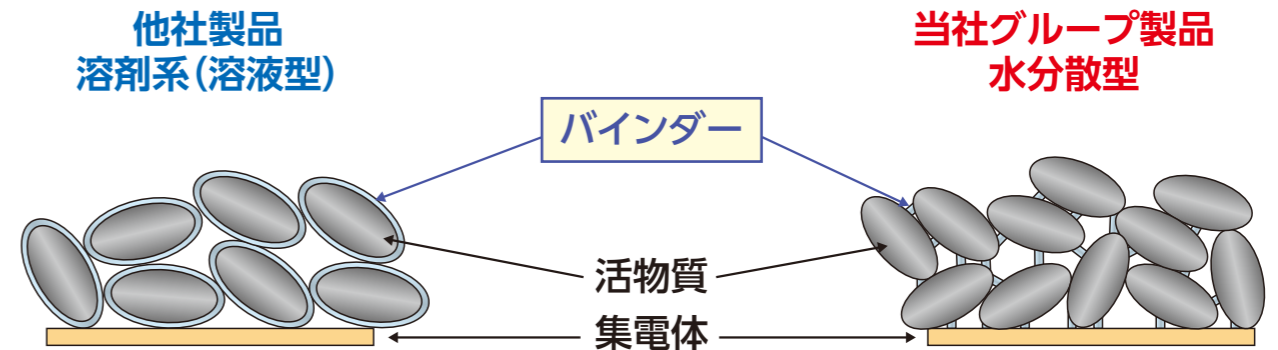 他社製品
溶剤系(溶液型)
当社グループ製品
水分散型
バインダー
活物質
集電体